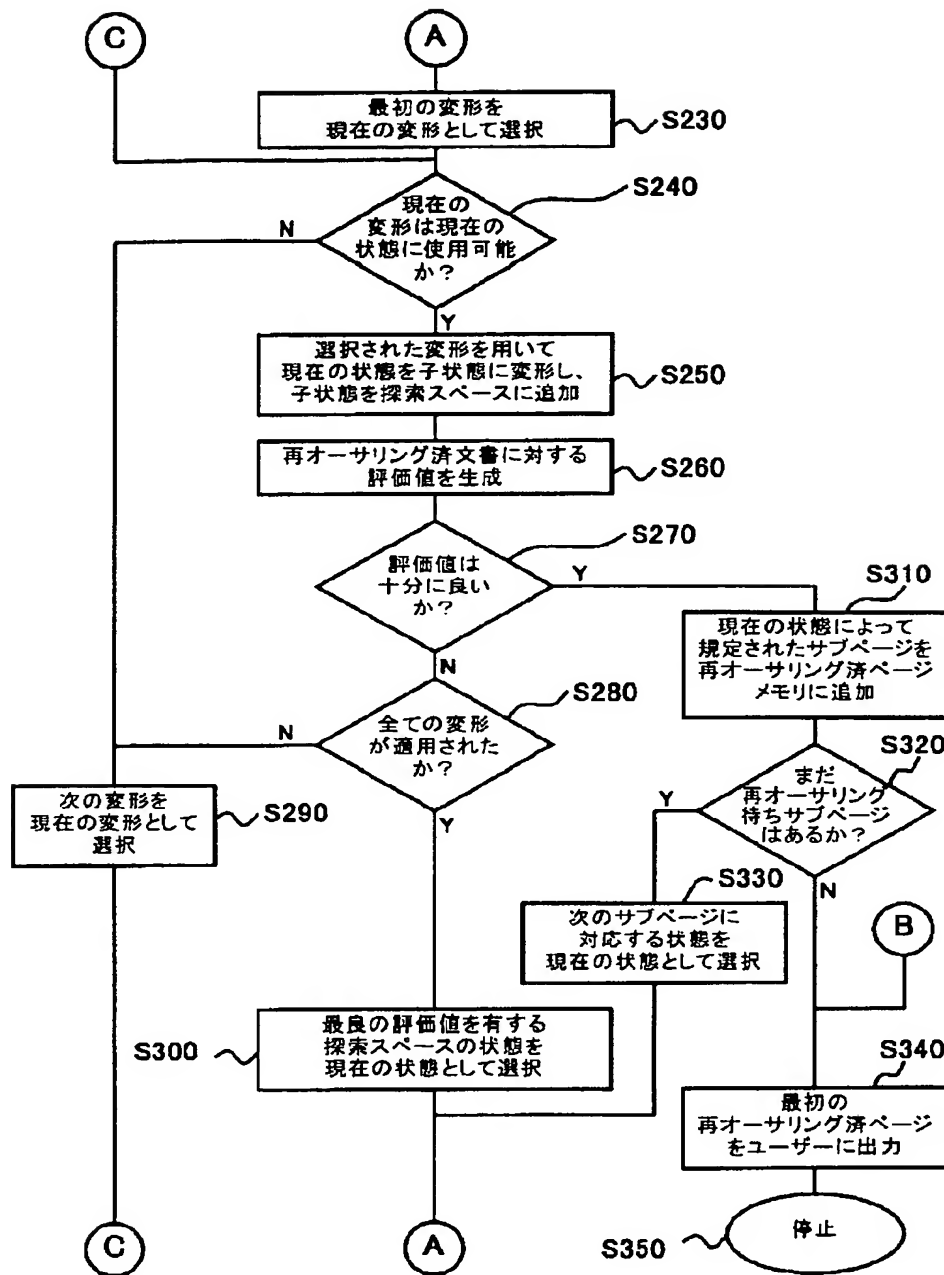 C
A
最初の変形を
現在の変形として選択
S230
S240
現在の
変形は現在の
状態に使用可能
か？
N
Y
選択された変形を用いて
現在の状態を子状態に変形し、
子状態を探索スペースに追加
S250
再オーサリング済文書に対する
評価値を生成
S260
S270
評価値は
十分に良い
か？
Y
N
S310
現在の状態によって
規定されたサブページを
再オーサリング済ページ
メモリに追加
S280
全ての変形
が適用された
か？
N
Y
S320
まだ
再オーサリング
待ちサブページ
はあるか？
Y
N
次の変形を
現在の変形として
選択
S290
S330
次のサブページに
対応する状態を
現在の状態として選択
B
S300
最良の評価値を有する
探索スペースの状態を
現在の状態として選択
S340
最初の
再オーサリング済ページ
をユーザーに出力
S350
停止
C
A